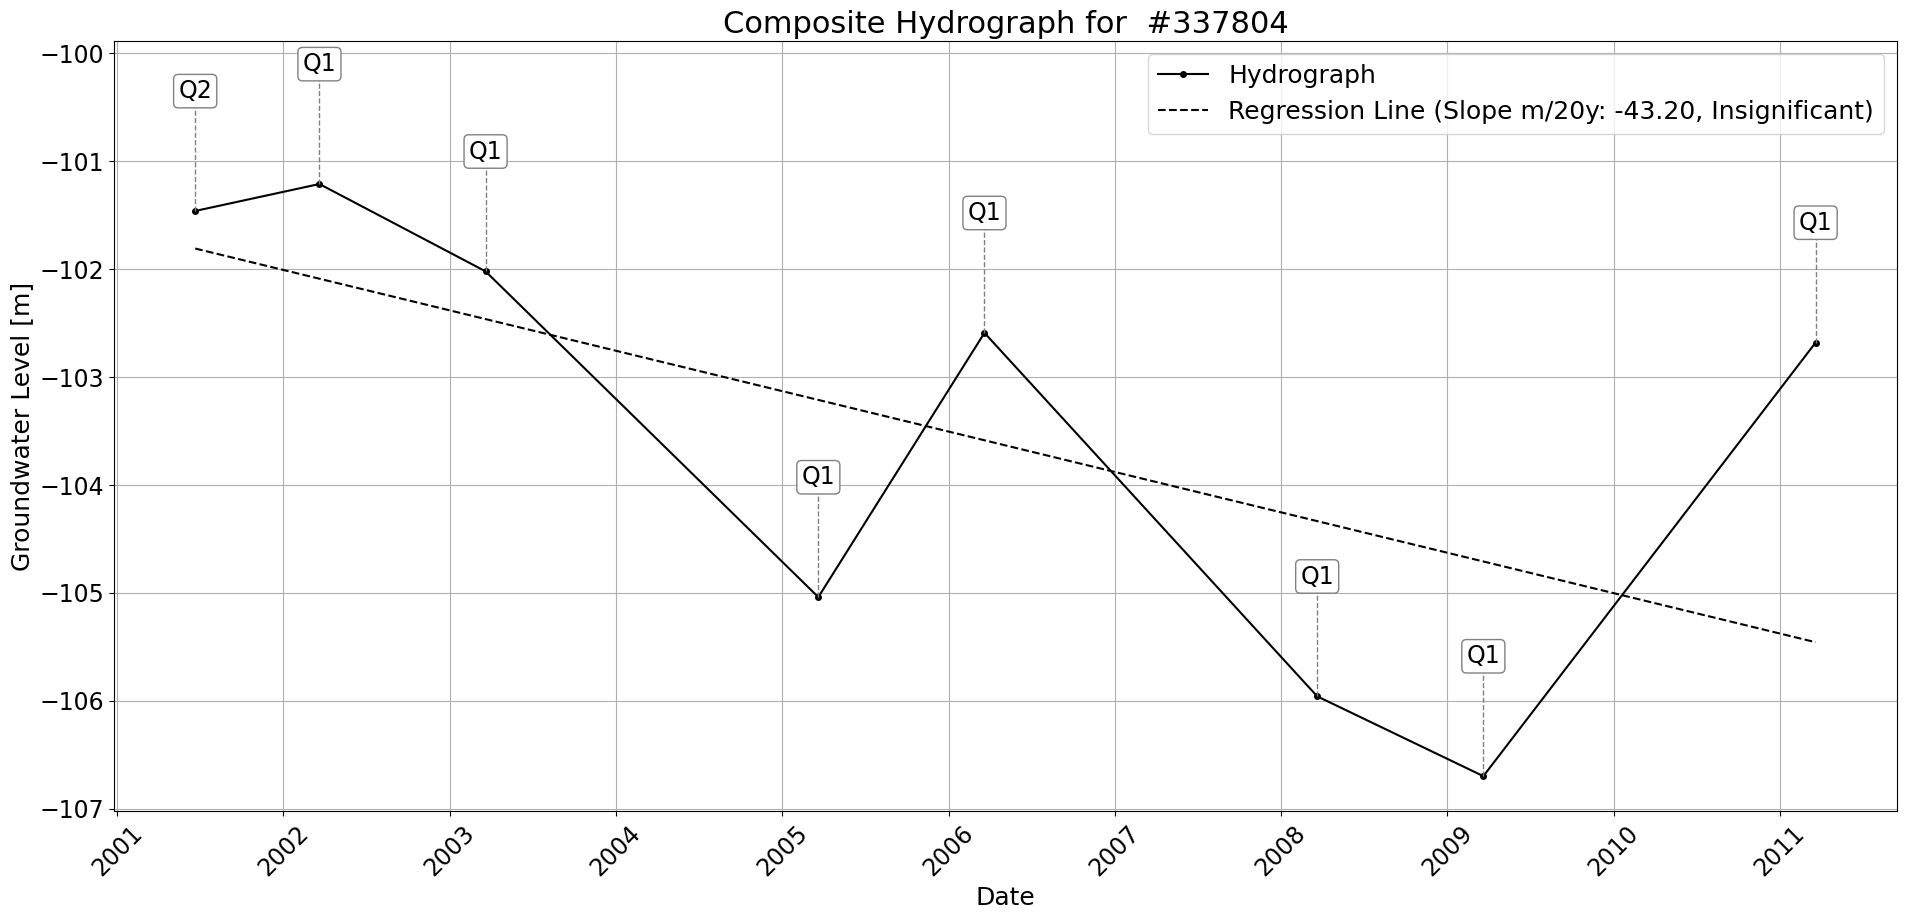 Composite Hydrograph for  #337804
Hydrograph
Regression Line (Slope m/20y: -43.20, Insignificant)
Groundwater Level [m]
−100
−101
−102
−103
−104
−105
−106
−107
Q2
Q1
Q1
Q1
Q1
Q1
Q1
Q1
2001
2002
2003
2004
2005
2006
2007
2008
2009
2010
2011
Date